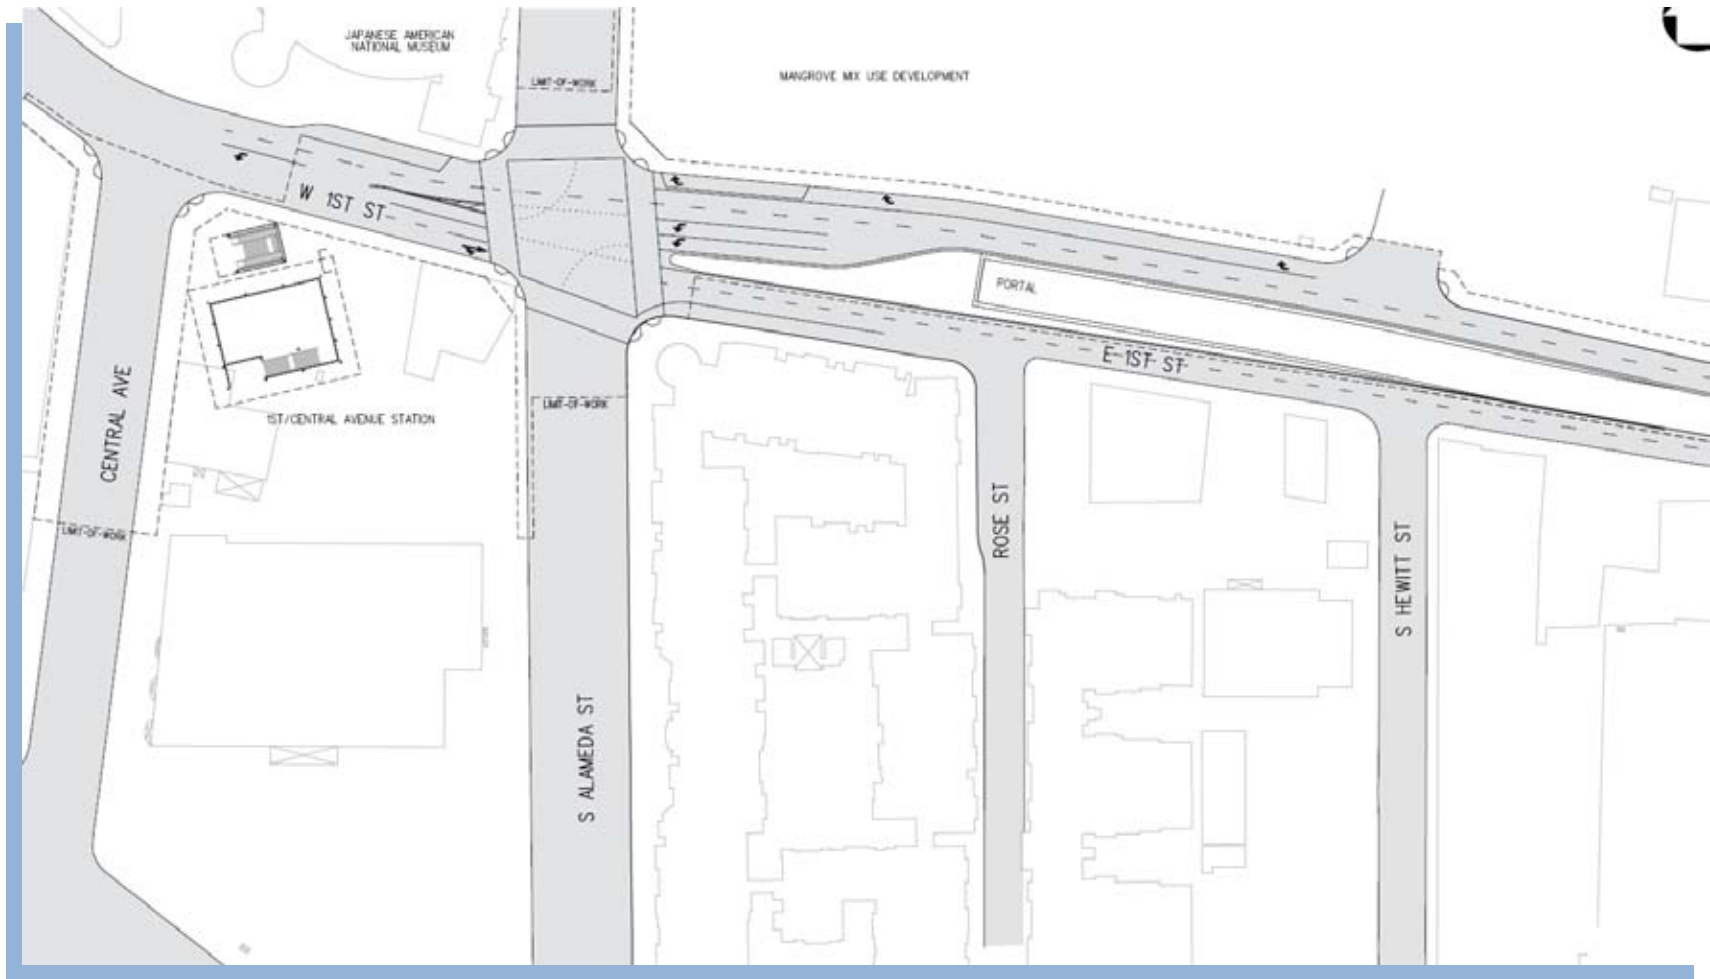 JAPANESE AMERICAN
NATIONAL MUSEUM
LIMIT-OF-WORK
MANGROVE MIX USE DEVELOPMENT
W 1ST ST
PORTAL
E 1ST ST
CENTRAL AVE
1ST/CENTRAL AVENUE STATION
LIMIT-OF-WORK
ROSE ST
LIMIT-OF-WORK
S HEWITT ST
S ALAMEDA ST